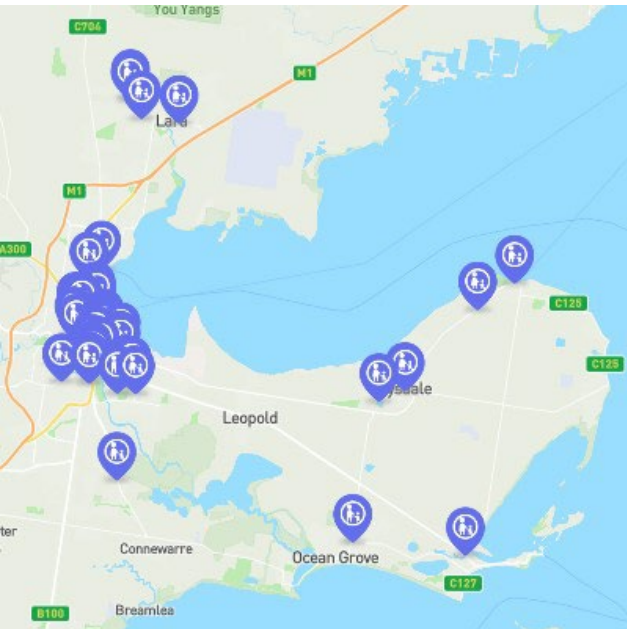 You Yangs
C706
M1
Lara
M1
A300
C125
C125
Leopold
Connewarre
Ocean Grove
C127
B100
Breamlea